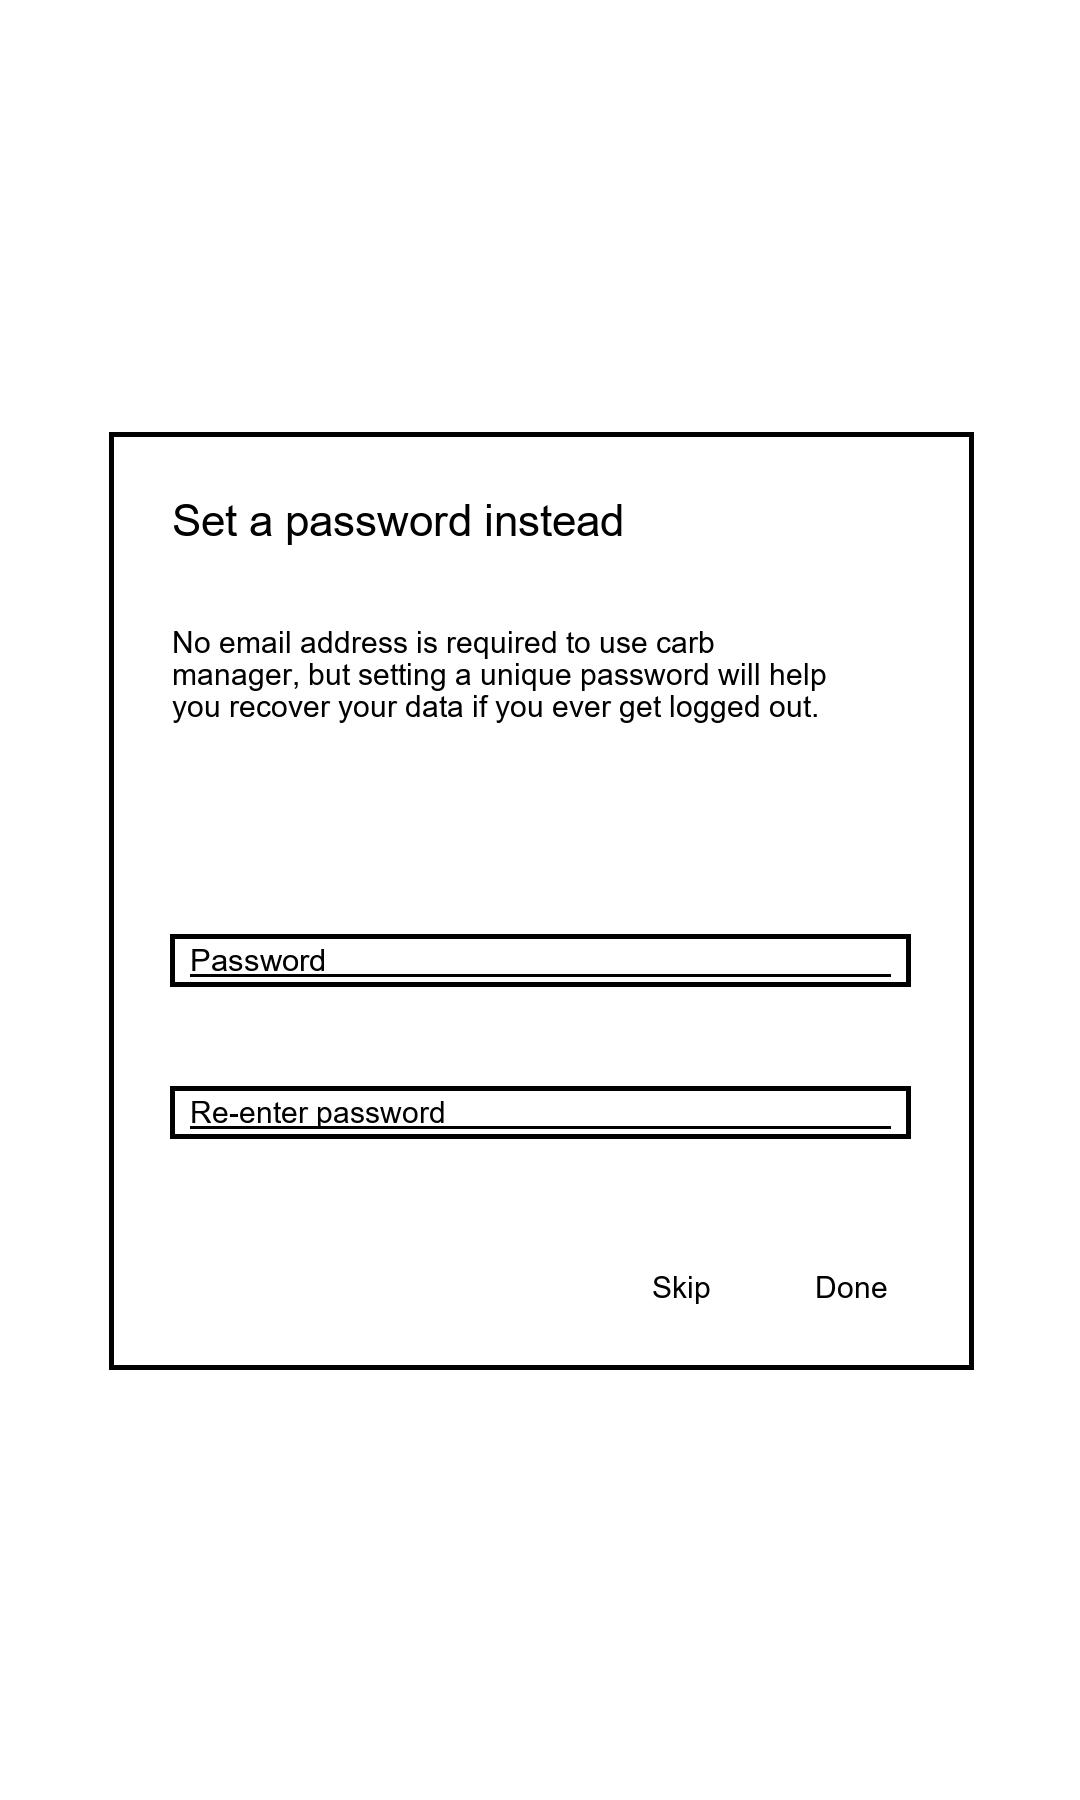 Set a password instead
No email address is required to use carb
manager, but setting a unique password will help
you recover your data if you ever get logged out.
Password
Re-enter password
Skip Done